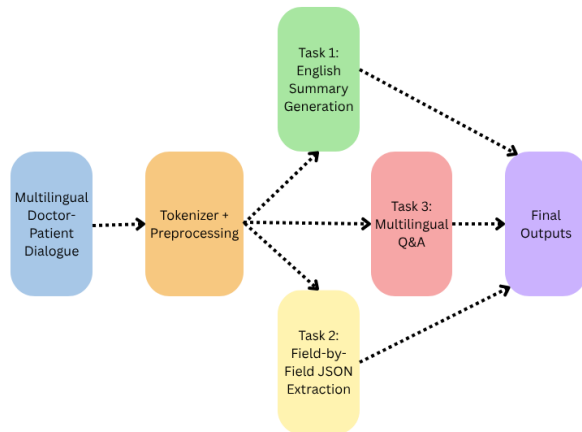 Multilingual
Doctor-
Patient
Dialogue
Tokenizer +
Preprocessing
Task 1:
English
Summary
Generation
Task 3:
Multilingual
Q&A
Task 2:
Field-by-
Field JSON
Extraction
Final
Outputs